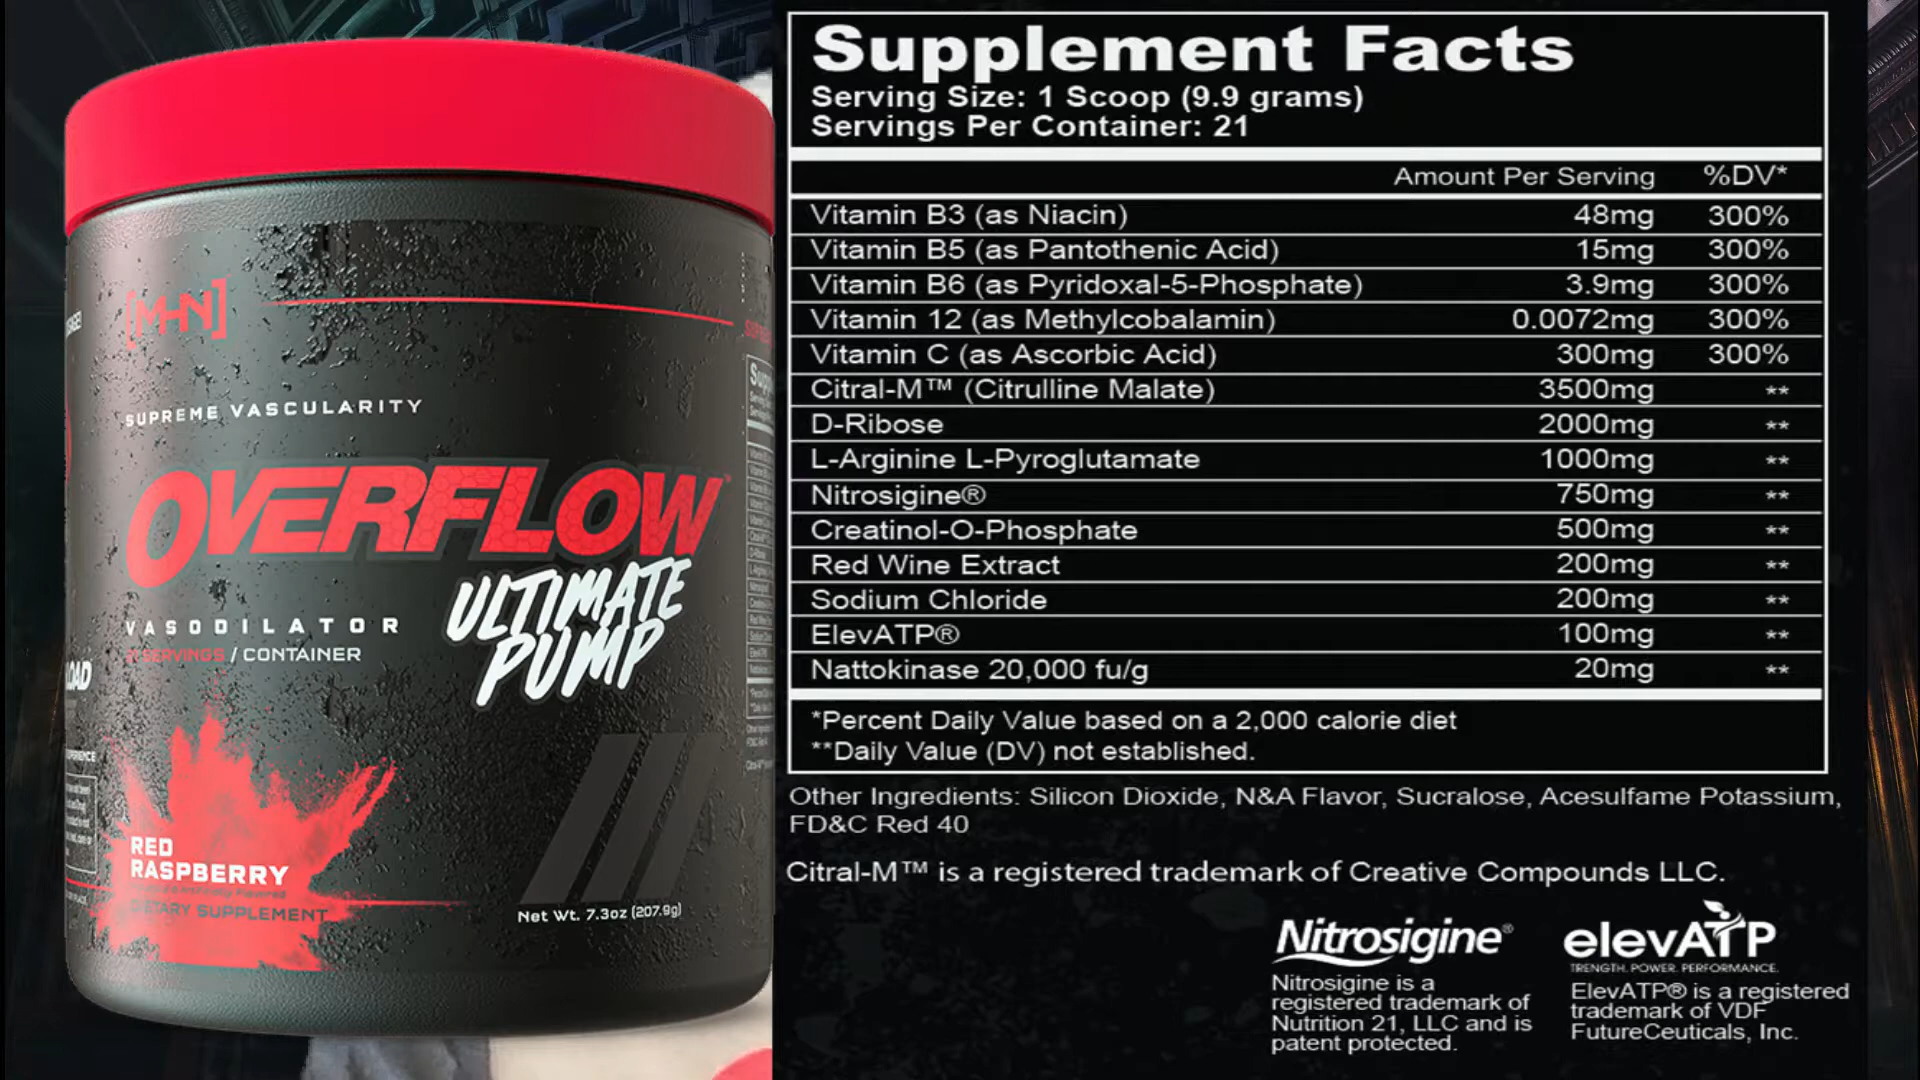 [MHN]
SUPREME VASCULARITY
OVERFLOW
ULTIMATE
PUMP
VASODILATOR
21 SERVINGS / CONTAINER
RED
RASPBERRY
DIETARY SUPPLEMENT
Net Wt. 7.3oz (207.9g)
Supplement Facts
Serving Size: 1 Scoop (9.9 grams)
Servings Per Container: 21
Amount Per Serving %DV*
Vitamin B3 (as Niacin) 48mg 300%
Vitamin B5 (as Pantothenic Acid) 15mg 300%
Vitamin B6 (as Pyridoxal-5-Phosphate) 3.9mg 300%
Vitamin 12 (as Methylcobalamin) 0.0072mg 300%
Vitamin C (as Ascorbic Acid) 300mg 300%
Citral-M™ (Citrulline Malate) 3500mg **
D-Ribose 2000mg **
L-Arginine L-Pyroglutamate 1000mg **
Nitrosigine® 750mg **
Creatinol-O-Phosphate 500mg **
Red Wine Extract 200mg **
Sodium Chloride 200mg **
ElevATP® 100mg **
Nattokinase 20,000 fu/g 20mg **
*Percent Daily Value based on a 2,000 calorie diet
**Daily Value (DV) not established.
Other Ingredients: Silicon Dioxide, N&A Flavor, Sucralose, Acesulfame Potassium,
FD&C Red 40
Citral-M™ is a registered trademark of Creative Compounds LLC.
Nitrosigine®
Nitrosigine is a
registered trademark of
Nutrition 21, LLC and is
patent protected.
elevATP
TRENGTH. POWER. PERFORMANCE.
ElevATP® is a registered
trademark of VDF
FutureCeuticals, Inc.